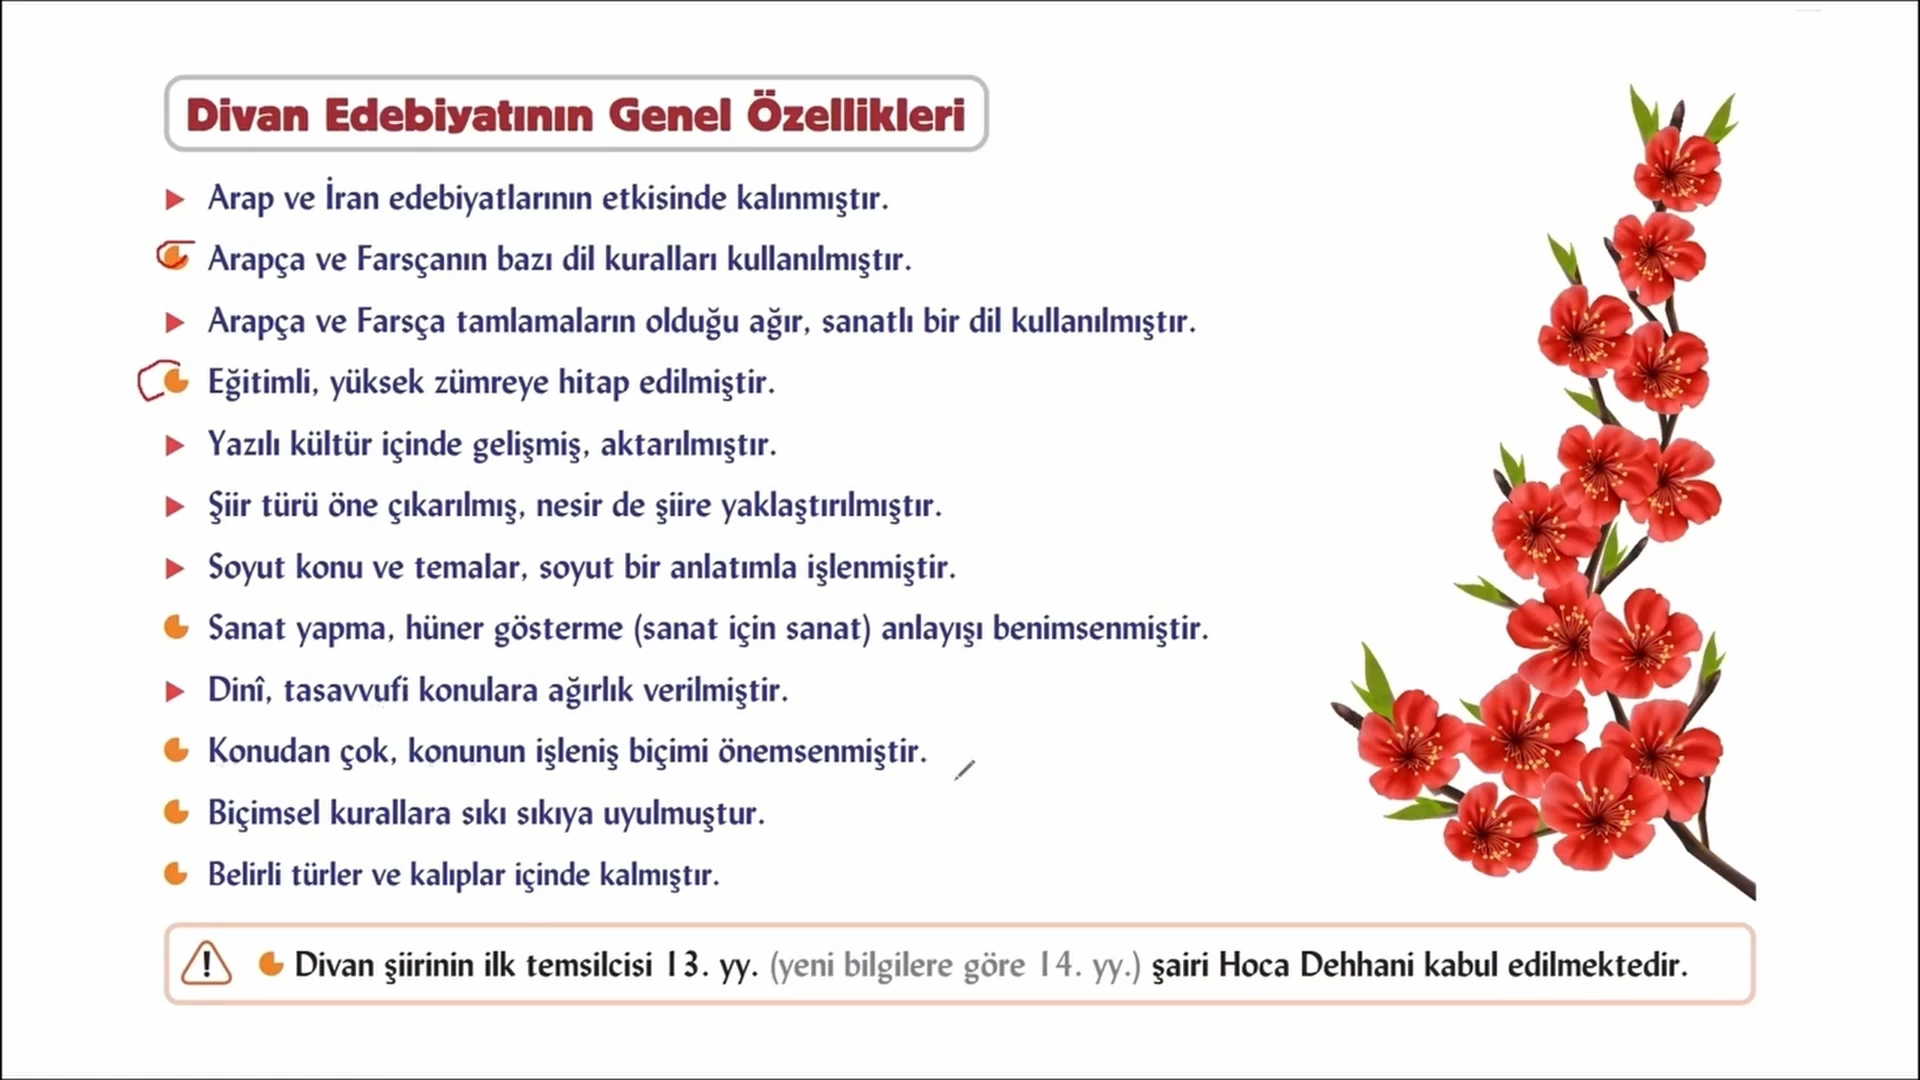 Divan Edebiyatının Genel Özellikleri
Arap ve İran edebiyatlarının etkisinde kalınmıştır.
Arapça ve Farsçanın bazı dil kuralları kullanılmıştır.
Arapça ve Farsça tamlamaların olduğu ağır, sanatlı bir dil kullanılmıştır.
Eğitimli, yüksek zümreye hitap edilmiştir.
Yazılı kültür içinde gelişmiş, aktarılmıştır.
Şiir türü öne çıkarılmış, nesir de şiire yaklaştırılmıştır.
Soyut konu ve temalar, soyut bir anlatımla işlenmiştir.
Sanat yapma, hüner gösterme (sanat için sanat) anlayışı benimsenmiştir.
Dinî, tasavvufi konulara ağırlık verilmiştir.
Konudan çok, konunun işleniş biçimi önemsenmiştir.
Biçimsel kurallara sıkı sıkıya uyulmuştur.
Belirli türler ve kalıplar içinde kalmıştır.
Divan şiirinin ilk temsilcisi 13. yy. (yeni bilgilere göre 14. yy.) şairi Hoca Dehhani kabul edilmektedir.